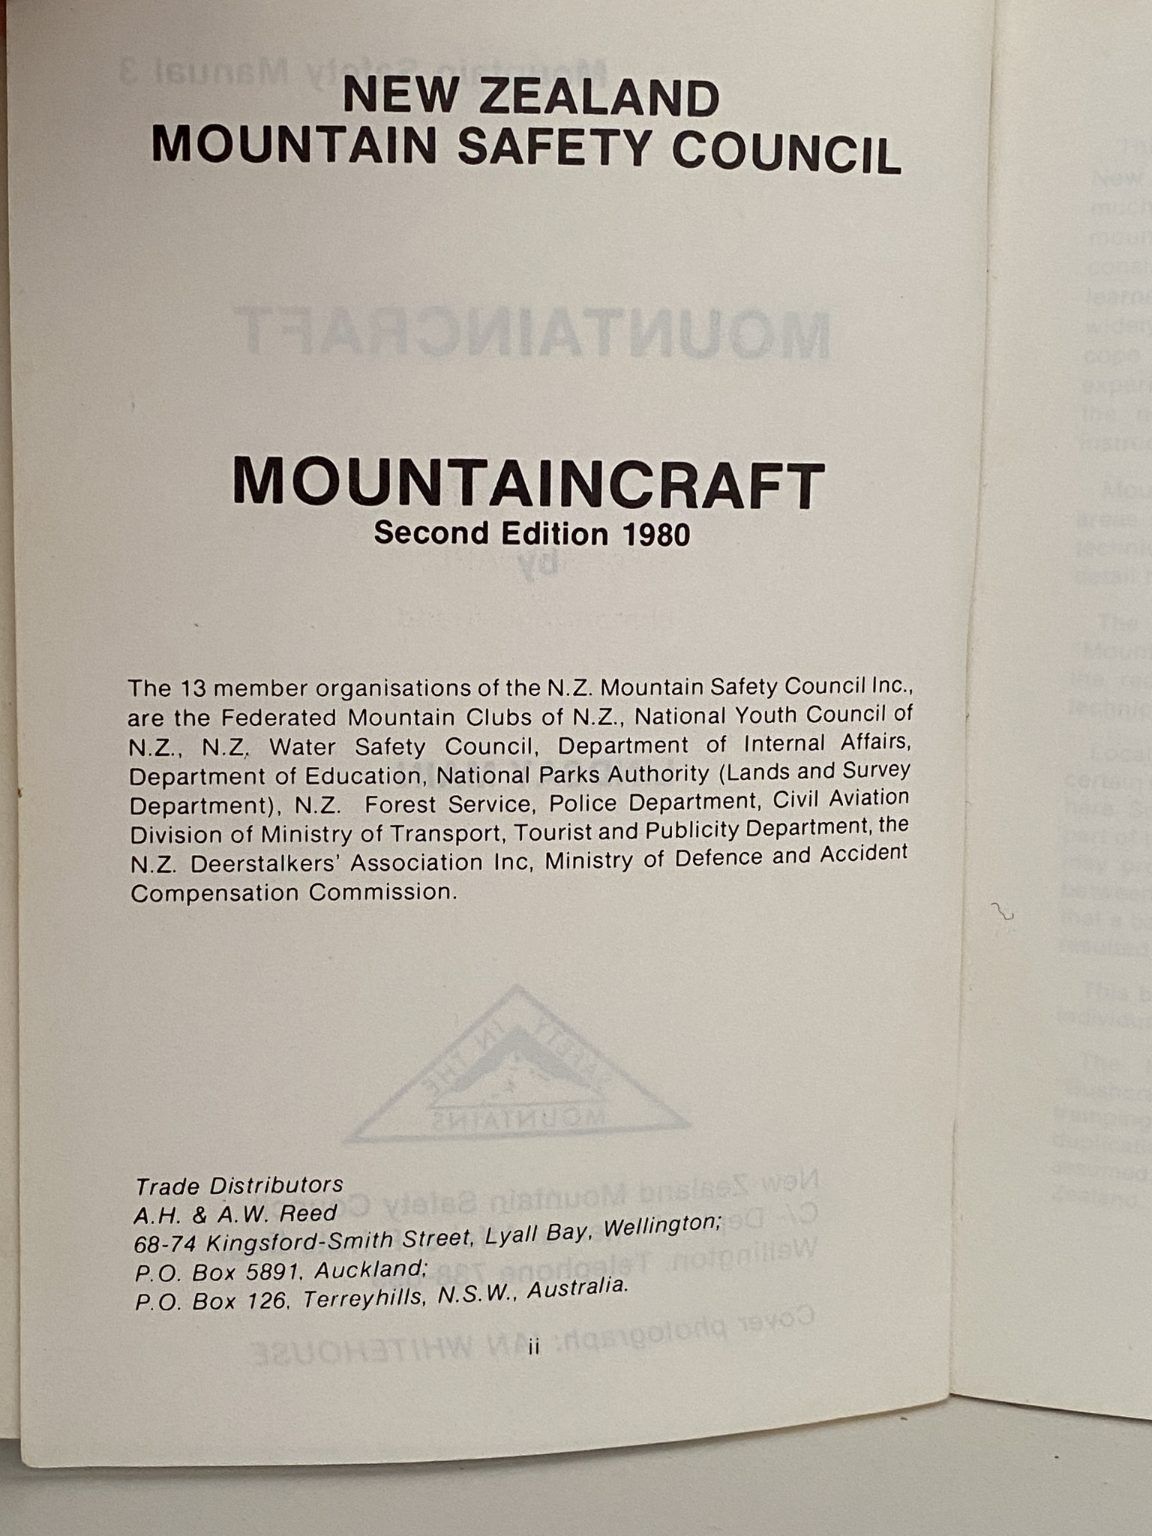 NEW ZEALAND
MOUNTAIN SAFETY COUNCIL
MOUNTAINCRAFT
Second Edition 1980
The 13 member organisations of the N.Z. Mountain Safety Council Inc.,
are the Federated Mountain Clubs of N.Z., National Youth Council of
N.Z., N.Z. Water Safety Council, Department of Internal Affairs,
Department of Education, National Parks Authority (Lands and Survey
Department), N.Z. Forest Service, Police Department, Civil Aviation
Division of Ministry of Transport, Tourist and Publicity Department, the
N.Z. Deerstalkers' Association Inc, Ministry of Defence and Accident
Compensation Commission.
Trade Distributors
A.H. & A.W. Reed
68-74 Kingsford-Smith Street, Lyall Bay, Wellington;
P.O. Box 5891, Auckland;
P.O. Box 126, Terreyhills, N.S.W., Australia.
ii